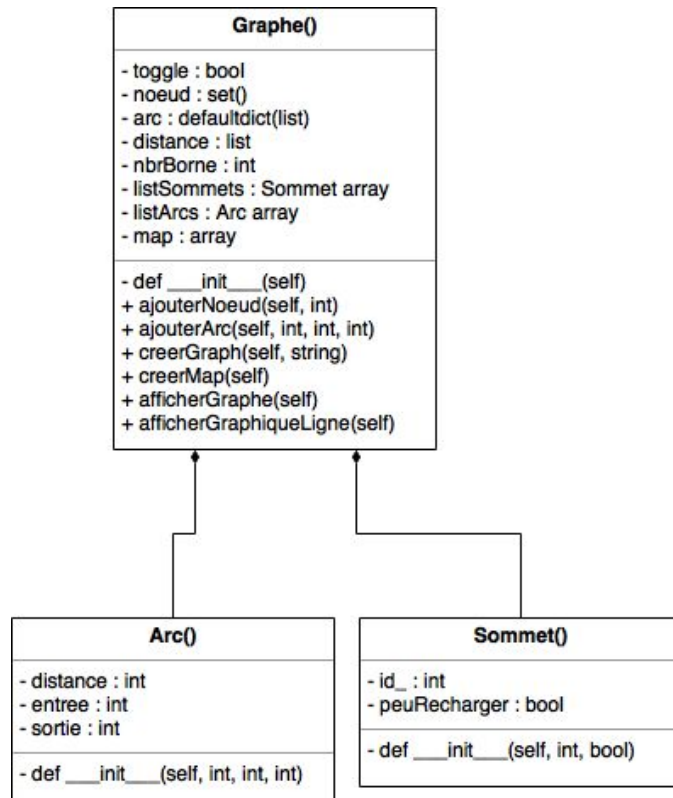 Graphe()
- toggle : bool
- noeud : set()
- arc : defaultdict(list)
- distance : list
- nbrBorne : int
- listSommets : Sommet array
- listArcs : Arc array
- map : array
- def ___init___(self)
+ ajouterNoeud(self, int)
+ ajouterArc(self, int, int, int)
+ creerGraph(self, string)
+ creerMap(self)
+ afficherGraphe(self)
+ afficherGraphiqueLigne(self)
Arc()
- distance : int
- entree : int
- sortie : int
- def ___init___(self, int, int, int)
Sommet()
- id_ : int
- peuRecharger : bool
- def ___init___(self, int, bool)